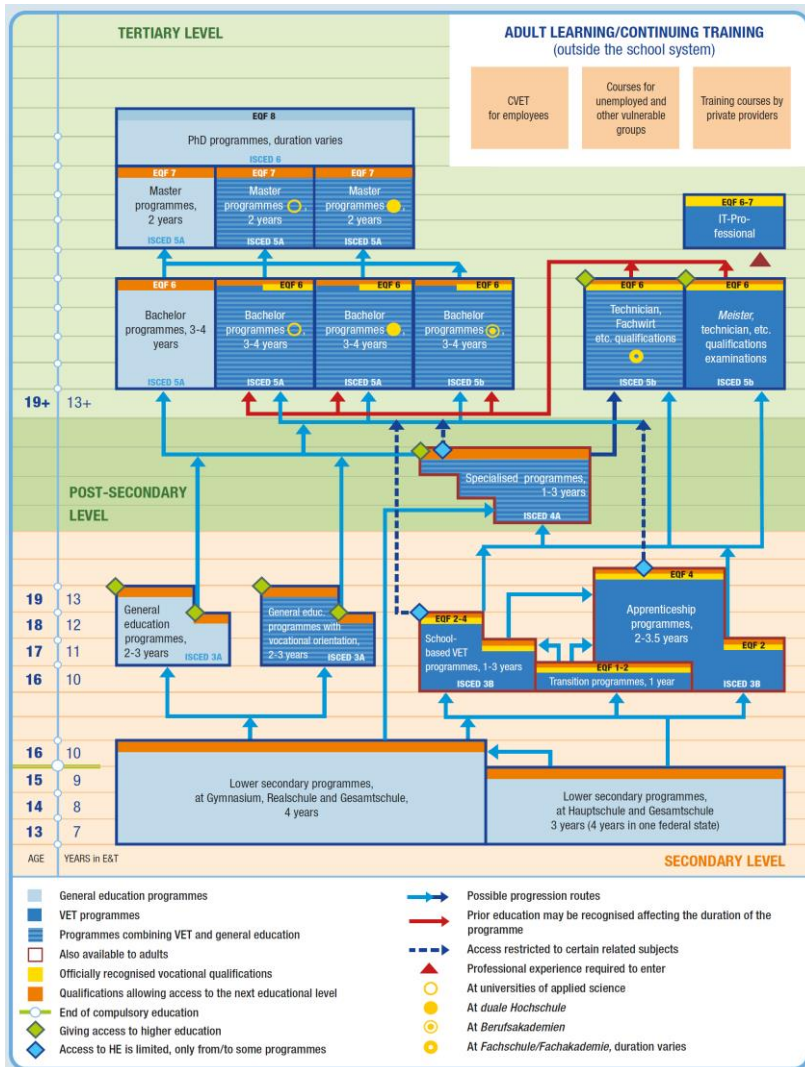 TERTIARY LEVEL
ADULT LEARNING/CONTINUING TRAINING
(outside the school system)
CVET
for employees
Courses for
unemployed and
other vulnerable
groups
Training courses by
private providers
EQF 8
PhD programmes, duration varies
ISCED 6
EQF 7
Master
programmes,
2 years
ISCED 5A
EQF 7
Master
programmes ,
2 years
ISCED 5A
EQF 7
Master
programmes ,
2 years
ISCED 5A
EQF 6-7
IT-Pro-
fessional
EQF 6
Bachelor
programmes, 3-4
years
ISCED 5A
EQF 6
Bachelor
programmes ,
3-4 years
ISCED 5A
EQF 6
Bachelor
programmes ,
3-4 years
ISCED 5A
EQF 6
Bachelor
programmes ,
3-4 years
ISCED 5b
EQF 6
Technician,
Fachwirt
etc. qualifications
ISCED 5b
EQF 6
Meister,
technician, etc.
qualifications
examinations
ISCED 5b
19+ 13+
POST-SECONDARY
LEVEL
Specialised programmes,
1-3 years
ISCED 4A
19 13
18 12
17 11
16 10
General
education
programmes,
2-3 years
ISCED 3A
General educ.
programmes with
vocational orientation,
2-3 years
ISCED 3A
EQF 2-4
School-
based VET
programmes, 1-3 years
ISCED 3B
EQF 1-2
Transition programmes, 1 year
EQF 4
Apprenticeship
programmes,
2-3.5 years
EQF 2
ISCED 3B
16 10
15 9
14 8
13 7
Lower secondary programmes,
at Gymnasium, Realschule and Gesamtschule,
4 years
Lower secondary programmes,
at Hauptschule and Gesamtschule
3 years (4 years in one federal state)
AGE YEARS in E&T
SECONDARY LEVEL
General education programmes
VET programmes
Programmes combining VET and general education
Also available to adults
Officially recognised vocational qualifications
Qualifications allowing access to the next educational level
End of compulsory education
Giving access to higher education
Access to HE is limited, only from/to some programmes
Possible progression routes
Prior education may be recognised affecting the duration of the
programme
Access restricted to certain related subjects
Professional experience required to enter
At universities of applied science
At duale Hochschule
At Berufsakademien
At Fachschule/Fachakademie, duration varies